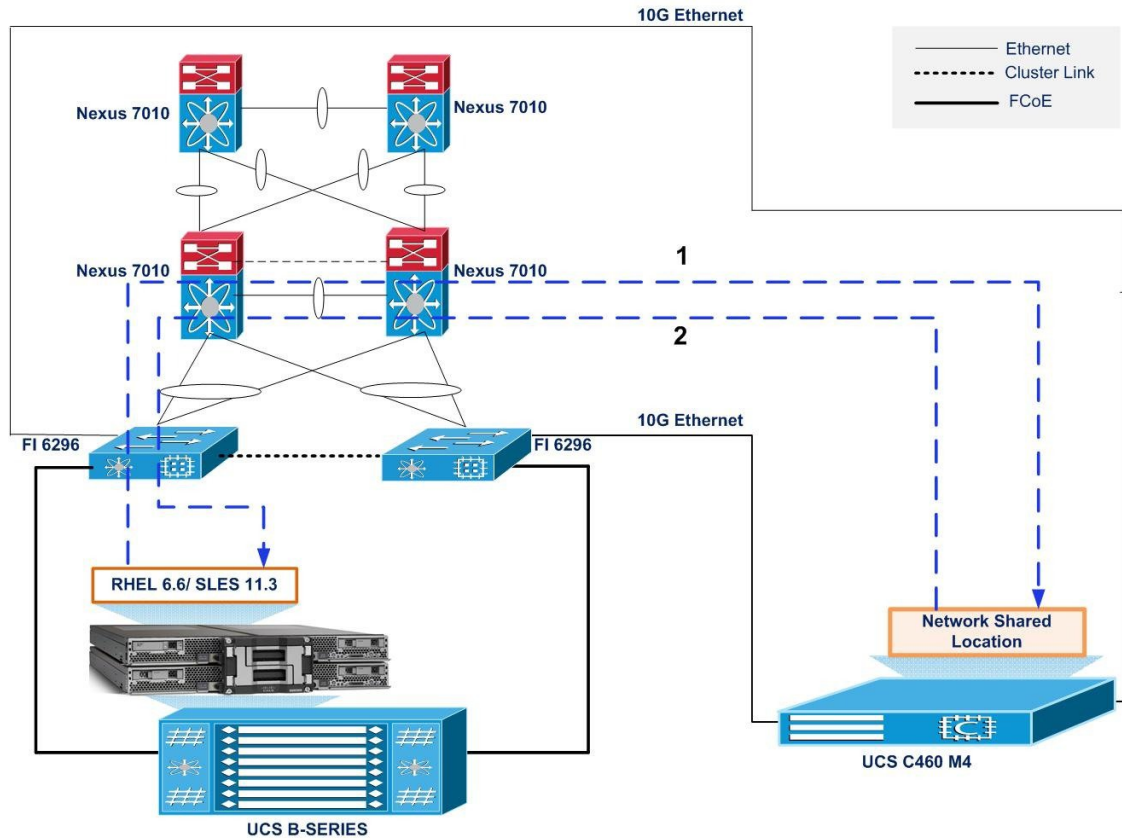 10G Ethernet
Ethernet
Cluster Link
FCoE
Nexus 7010
Nexus 7010
Nexus 7010
Nexus 7010
1
2
10G Ethernet
FI 6296
FI 6296
RHEL 6.6/ SLES 11.3
Network Shared
Location
UCS C460 M4
UCS B-SERIES